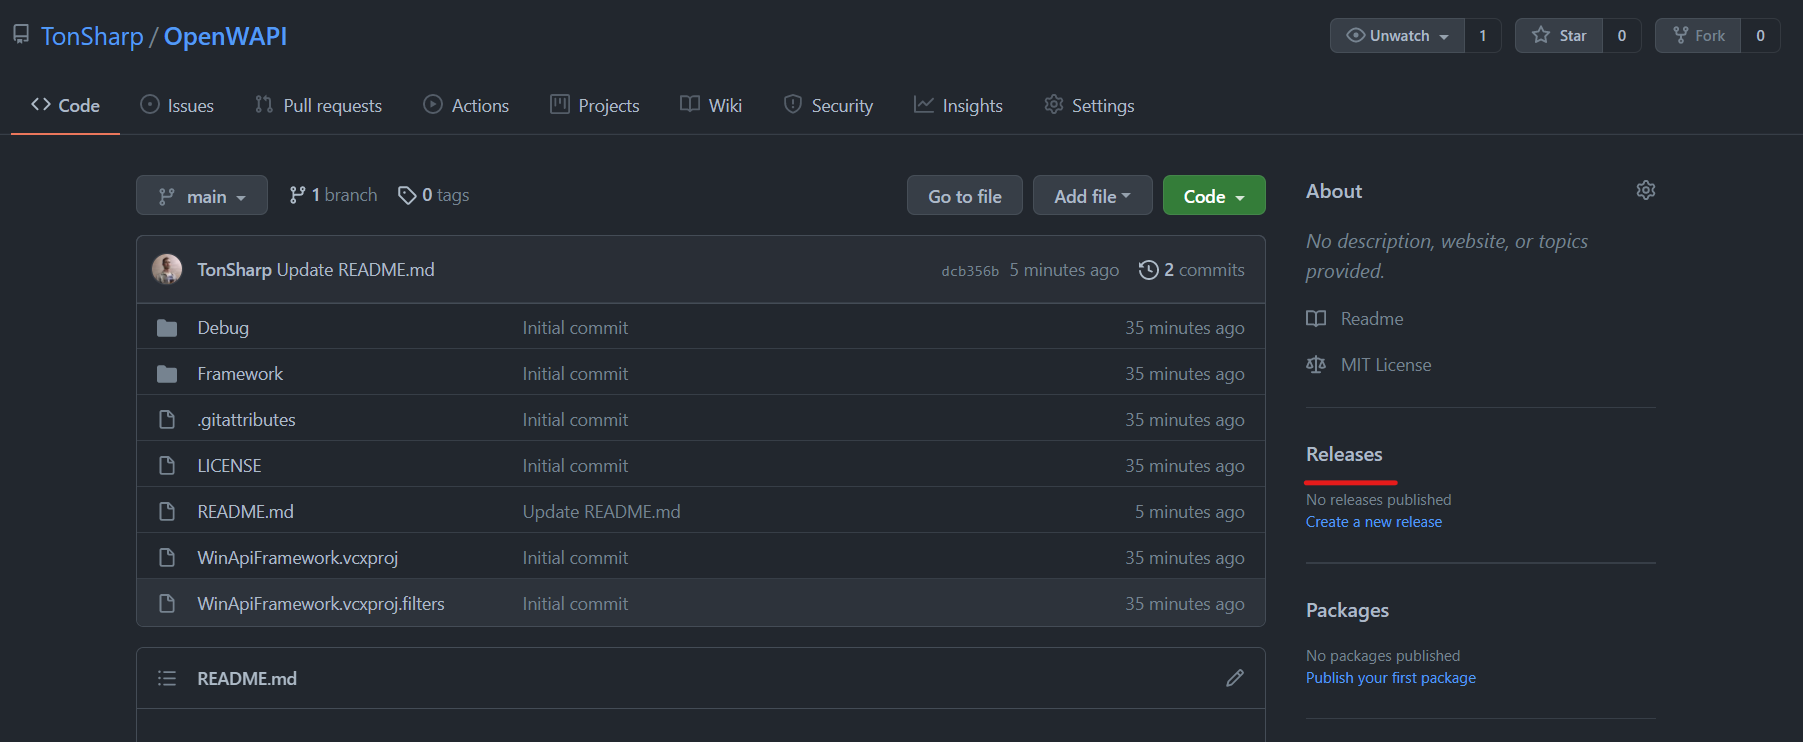 TonSharp / OpenWAPI
Unwatch 1 Star 0 Fork 0
Code Issues Pull requests Actions Projects Wiki Security Insights Settings
main 1 branch 0 tags Go to file Add file Code
TonSharp Update README.md dcb356b 5 minutes ago 2 commits
Debug Initial commit 35 minutes ago
Framework Initial commit 35 minutes ago
.gitattributes Initial commit 35 minutes ago
LICENSE Initial commit 35 minutes ago
README.md Update README.md 5 minutes ago
WinApiFramework.vcxproj Initial commit 35 minutes ago
WinApiFramework.vcxproj.filters Initial commit 35 minutes ago
README.md
About
No description, website, or topics
provided.
Readme
MIT License
Releases
No releases published
Create a new release
Packages
No packages published
Publish your first package